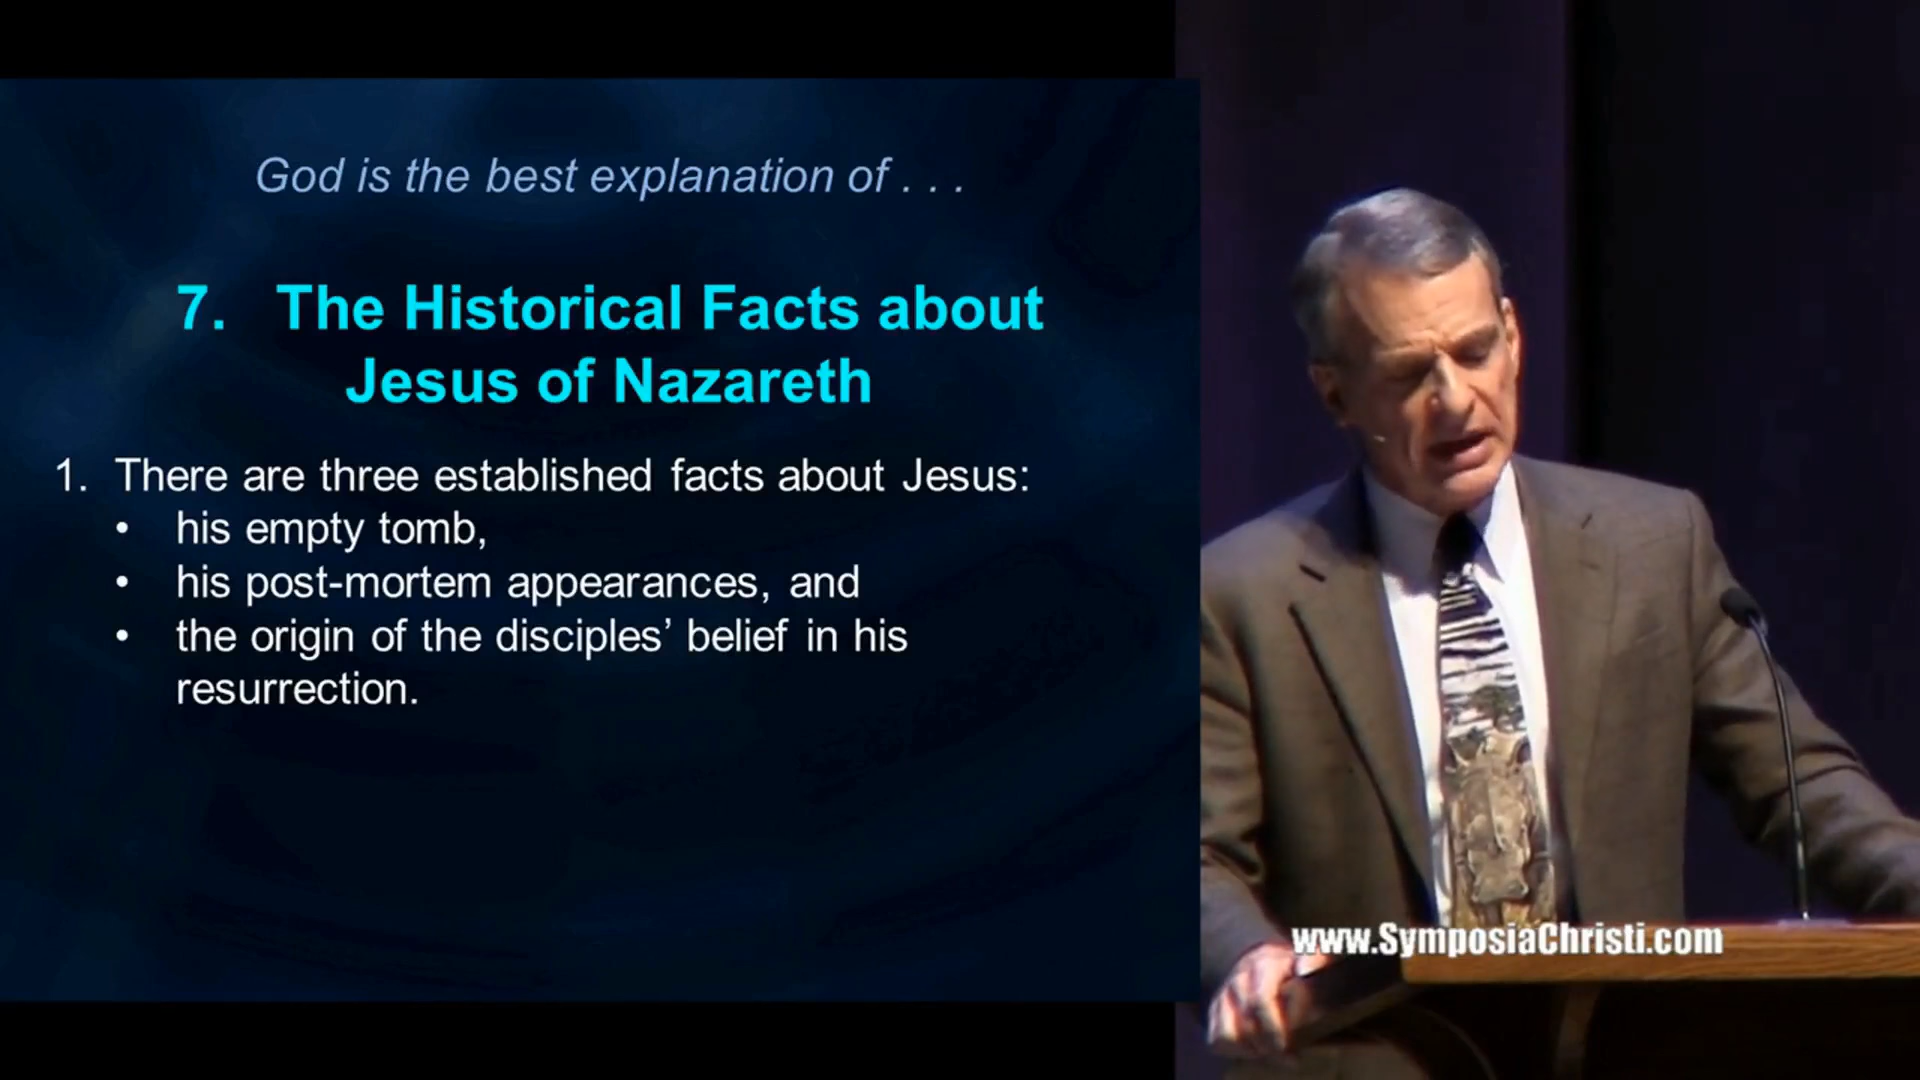 God is the best explanation of . . .
7. The Historical Facts about
Jesus of Nazareth
1. There are three established facts about Jesus:
• his empty tomb,
• his post-mortem appearances, and
• the origin of the disciples’ belief in his
resurrection.
www.SymposiaChristi.com